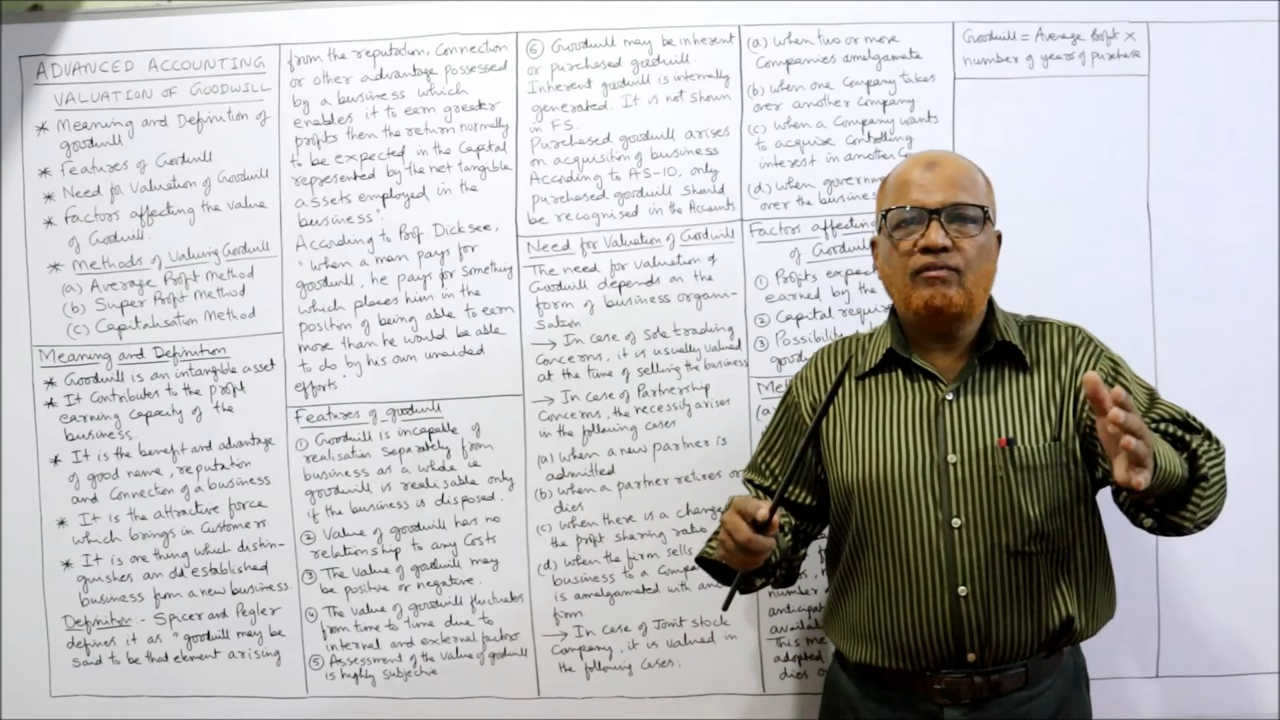 ADVANCED ACCOUNTING
VALUATION OF GOODWILL
* Meaning and Definition of
goodwill
* Features of Goodwill
* Need for Valuation of Goodwill
* Factors affecting the value
of Goodwill.
* Methods of Valuing Goodwill
(a) Average Profit Method
(b) Super Profit Method
(c) Capitalisation Method
Meaning and Definition
* Goodwill is an intangible asset
* It Contributes to the profit
earning capacity of the
business.
* It is the benefit and advantage
of good name, reputation
and Connection of a business
* It is the attractive force
which brings in Customers
* It is one thing which distin-
guishes an old established
business from a new business
Definition :- Spicer and Pegler
defines it as "goodwill may be
said to be that element arising
from the reputation, Connection
or other advantage possessed
by a business which
enables it to earn greater
profits then the return normally
to be expected in the Capital
represented by the net tangible
assets employed in the
business".
According to Prof. Dicksee,
"when a man pays for
goodwill, he pays for something
which places him in the
position of being able to earn
more than he would be able
to do by his own unaided
efforts".
Features of goodwill
① Goodwill is incapable of
realisation separately from
business as a whole ie
goodwill is realisable only
if the business is disposed.
② Value of goodwill has no
relationship to any Costs
③ The value of goodwill may
be positive or negative.
④ The value of goodwill fluctuates
from time to time due to
internal and external factors
⑤ Assessment of the value of goodwill
is highly subjective
⑥ Goodwill may be inherent
or purchased goodwill.
Inherent goodwill is internally
generated. It is not shown
in FS.
Purchased goodwill arises
on acquisition of business
According to AS-10, only
purchased goodwill should
be recognised in the Accounts
Need for Valuation of Goodwill
The need for valuation of
Goodwill depends on the
form of business organi-
sation
→ In case of Sole trading
Concerns, it is usually valued
at the time of selling the business
→ In case of Partnership
Concerns, the necessity arises
in the following cases
(a) when a new partner is
admitted
(b) when a partner retires or
dies
(c) when there is a change
the profit sharing ratio
(d) when the firm sells
business to a Compa
is amalgamated with an
firm.
→ In case of Joint stock
Company, it is valued in
the following Cases:
(a) when two or more
Companies amalgamate
(b) when one Company takes
over another Company
(c) when a Company wants
to acquire Controlling
interest in another Co
(d) when governm
over the busines
Factors affecting
of Goodwill
① Profits expec
earned by the
② Capital requir
③ Possibility
good
Me
(a)
number o
anticipat
availab
This me
adopted
dies o
Goodwill = Average Profit ×
number of years of purchase